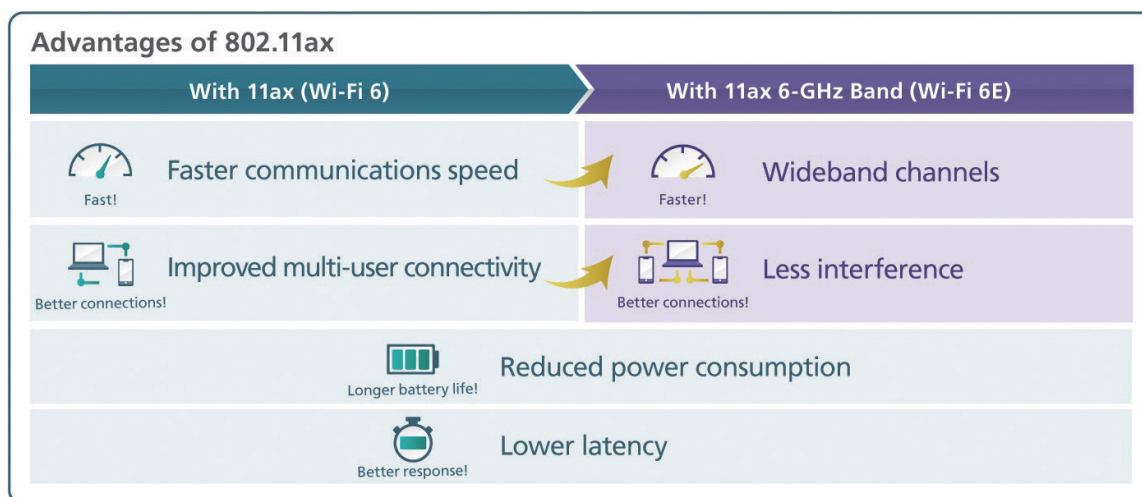 Advantages of 802.11ax
With 11ax (Wi-Fi 6)
With 11ax 6-GHz Band (Wi-Fi 6E)
Fast!
Faster communications speed
Faster!
Wideband channels
Better connections!
Improved multi-user connectivity
Better connections!
Less interference
Longer battery life!
Reduced power consumption
Better response!
Lower latency